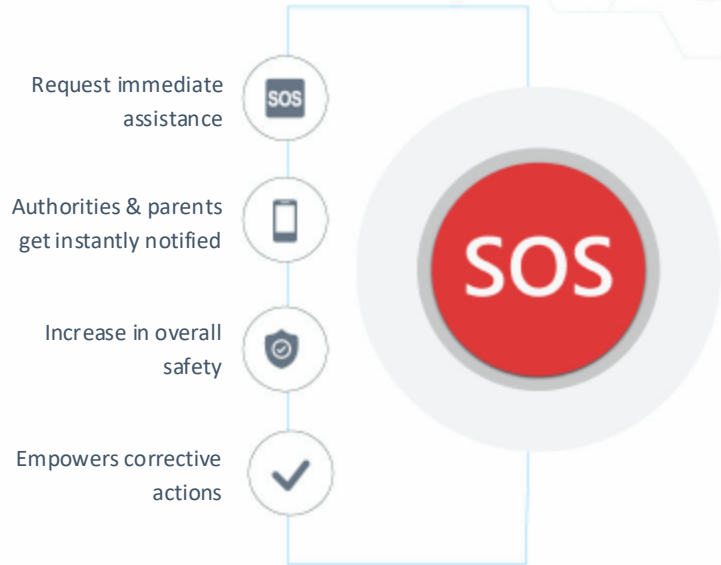 Request immediate
assistance
SOS
Authorities & parents
get instantly notified
Increase in overall
safety
Empowers corrective
actions
SOS